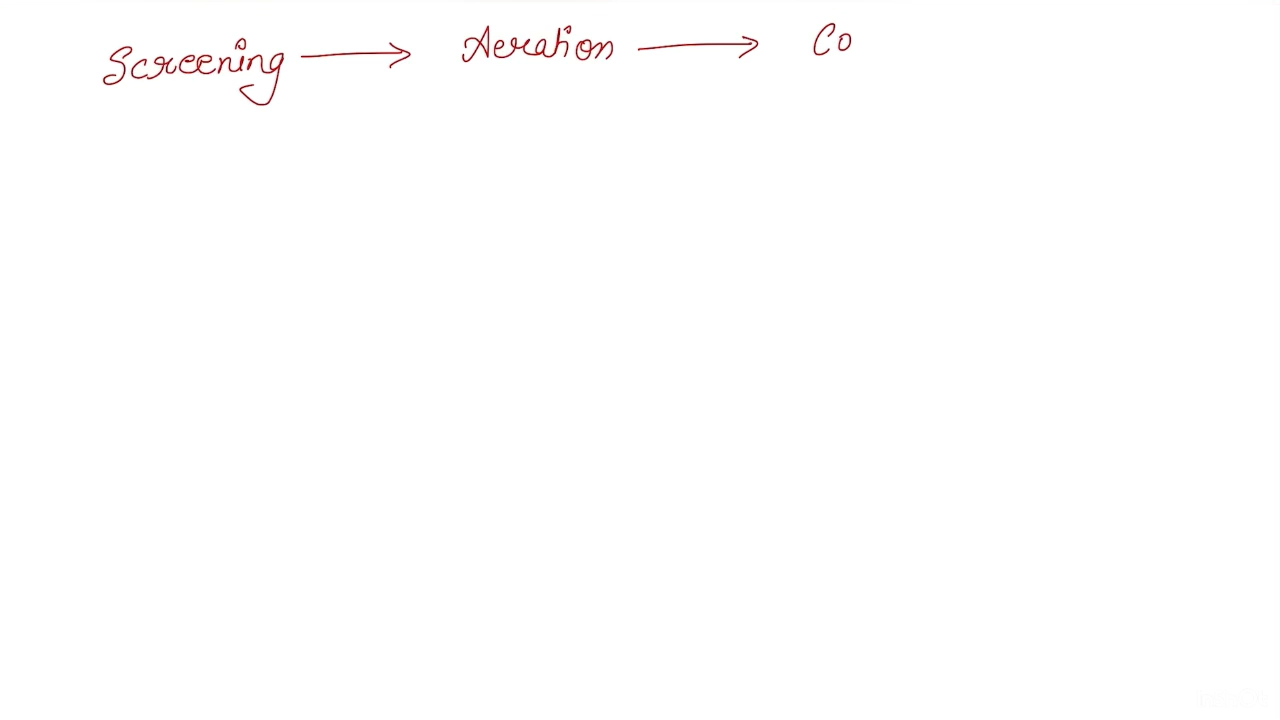 Screening → Aeration → Co